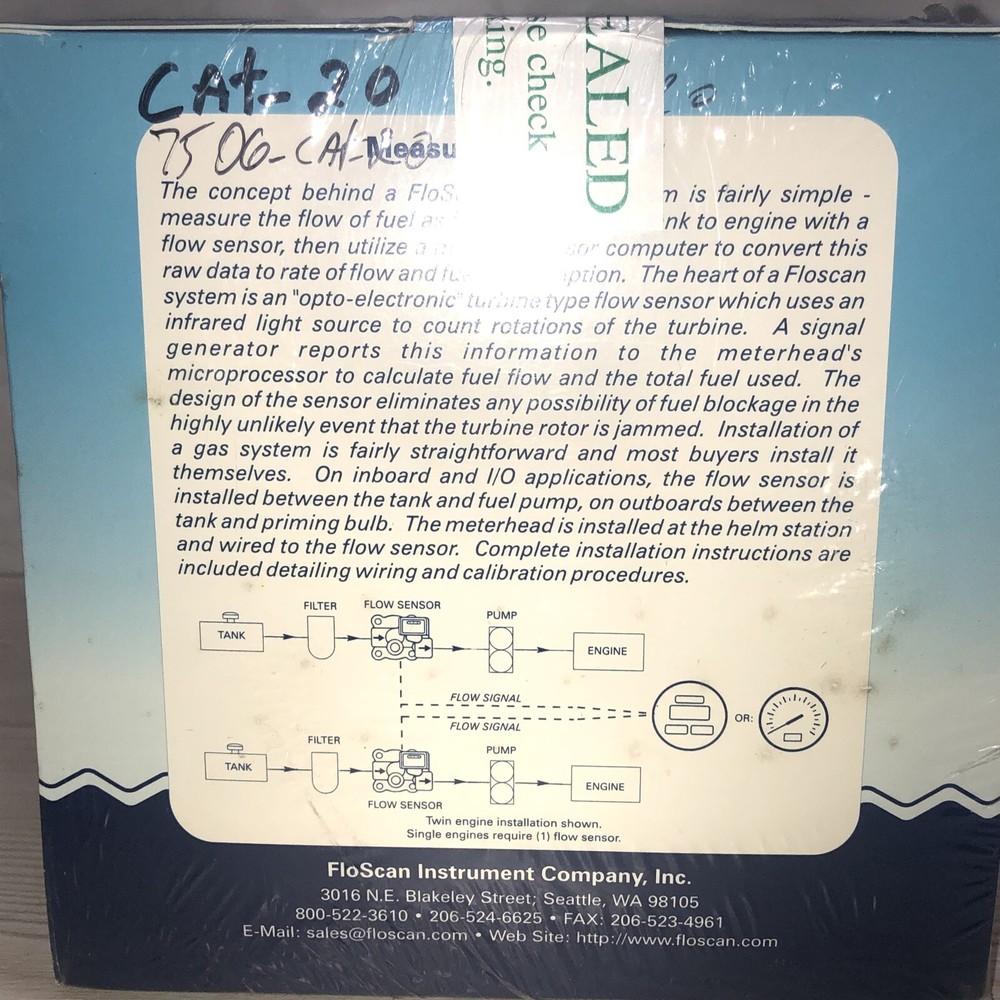 CAt-20
7506-CAt-20
EALED
se check
ing.
20
Measu
The concept behind a FloS m is fairly simple -
measure the flow of fuel as nk to engine with a
flow sensor, then utilize a sor computer to convert this
raw data to rate of flow and fue ption. The heart of a Floscan
system is an "opto-electronic" turbine type flow sensor which uses an
infrared light source to count rotations of the turbine. A signal
generator reports this information to the meterhead's
microprocessor to calculate fuel flow and the total fuel used. The
design of the sensor eliminates any possibility of fuel blockage in the
highly unlikely event that the turbine rotor is jammed. Installation of
a gas system is fairly straightforward and most buyers install it
themselves. On inboard and I/O applications, the flow sensor is
installed between the tank and fuel pump, on outboards between the
tank and priming bulb. The meterhead is installed at the helm station
and wired to the flow sensor. Complete installation instructions are
included detailing wiring and calibration procedures.
FILTER FLOW SENSOR PUMP
TANK ENGINE
FLOW SIGNAL
OR:
FLOW SIGNAL
FILTER PUMP
TANK ENGINE
FLOW SENSOR
Twin engine installation shown.
Single engines require (1) flow sensor.
FloScan Instrument Company, Inc.
3016 N.E. Blakeley Street; Seattle, WA 98105
800-522-3610 • 206-524-6625 • FAX: 206-523-4961
E-Mail: sales@floscan.com • Web Site: http://www.floscan.com